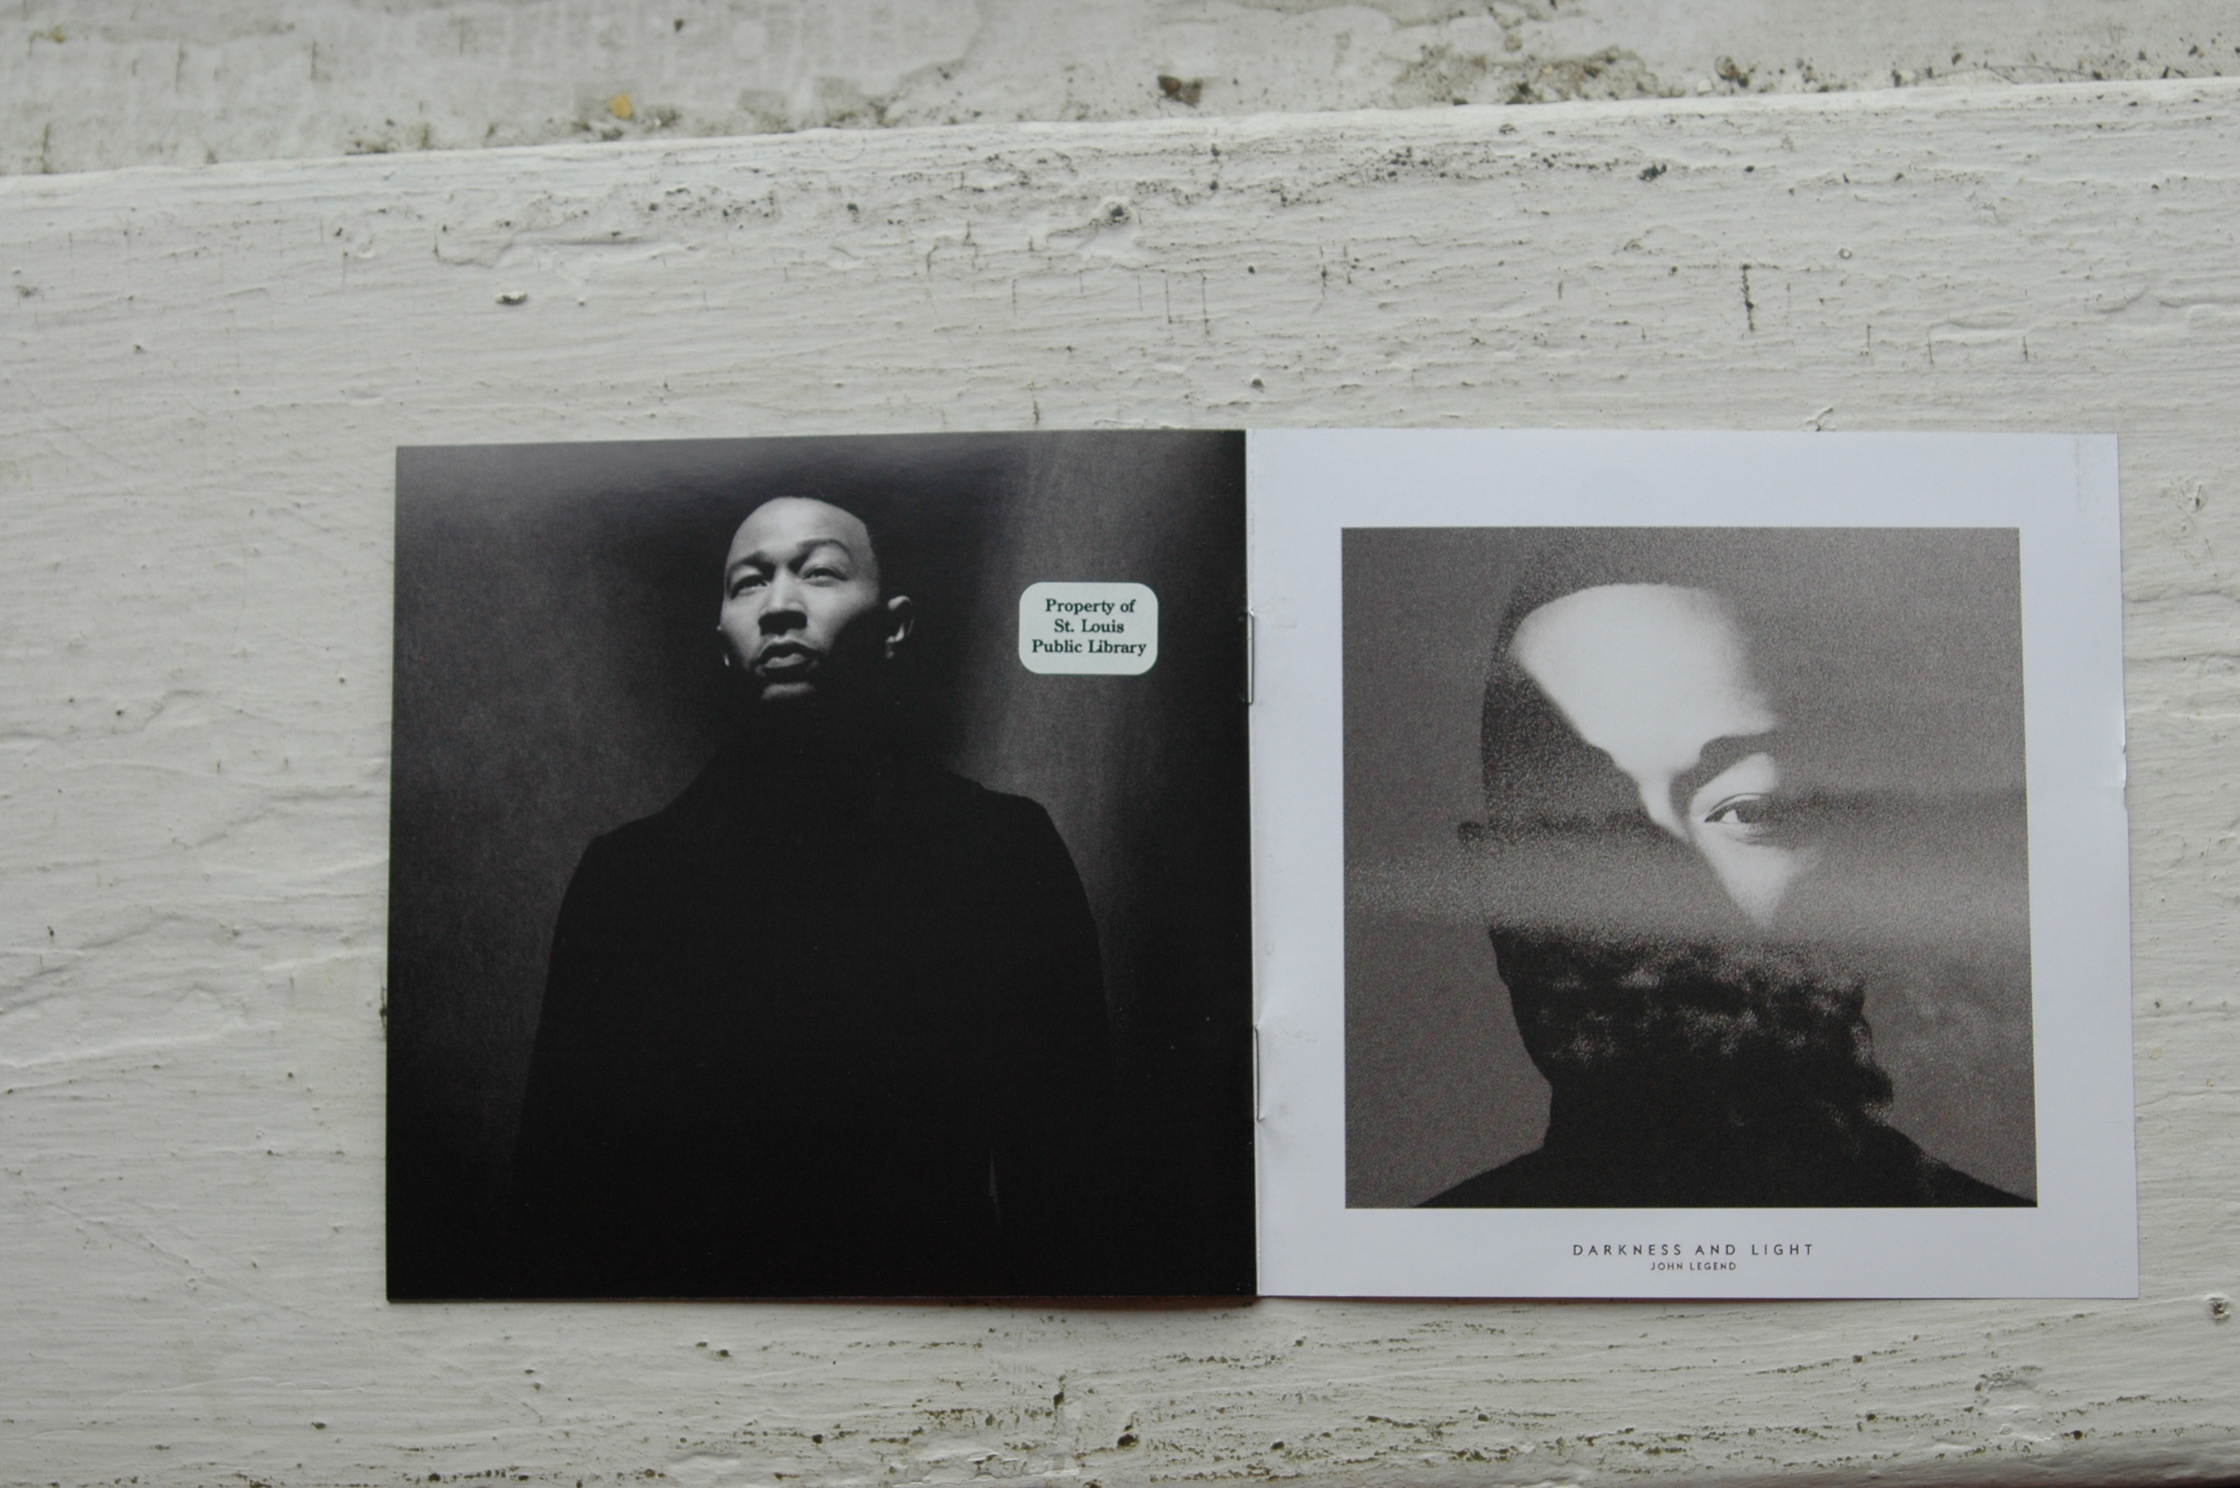 Property of
St. Louis
Public Library
DARKNESS AND LIGHT
JOHN LEGEND